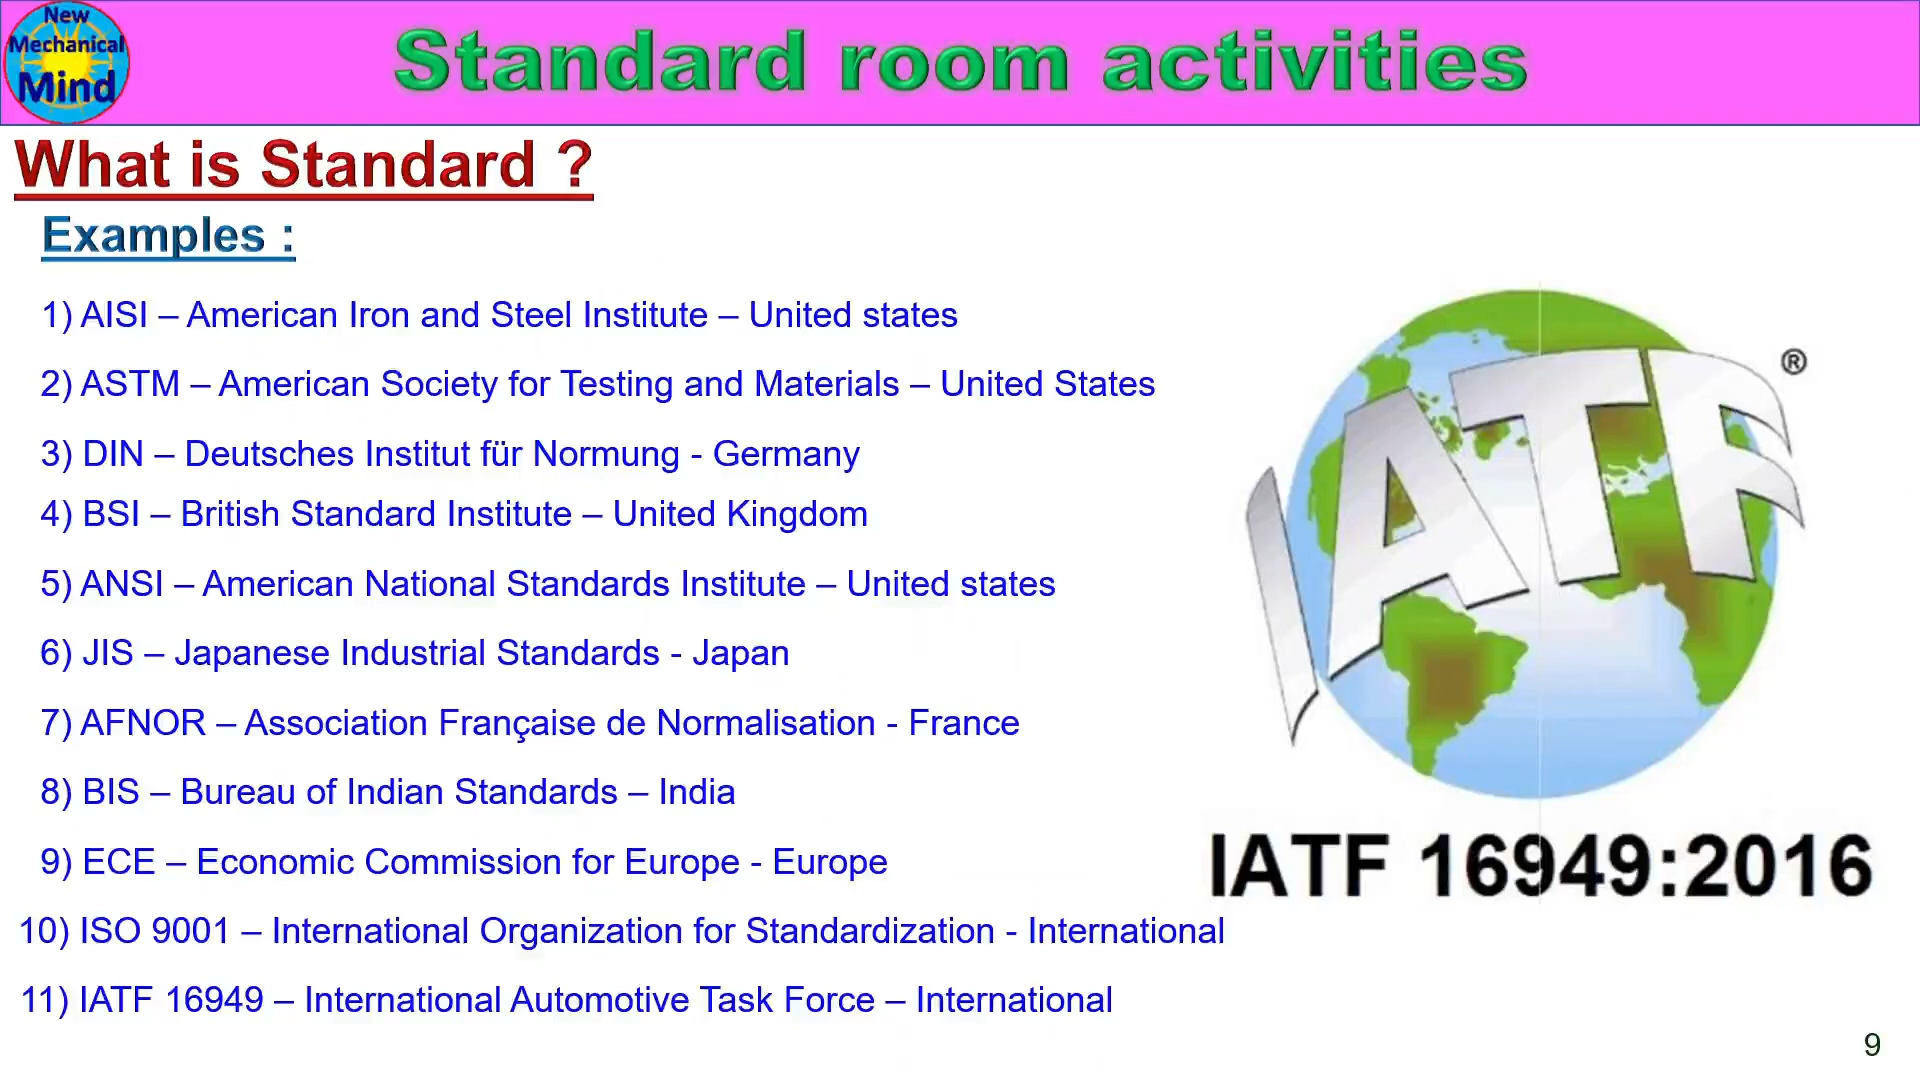 New
Mechanical
Mind
Standard room activities
What is Standard ?
Examples :
1) AISI – American Iron and Steel Institute – United states
2) ASTM – American Society for Testing and Materials – United States
3) DIN – Deutsches Institut für Normung - Germany
4) BSI – British Standard Institute – United Kingdom
5) ANSI – American National Standards Institute – United states
6) JIS – Japanese Industrial Standards - Japan
7) AFNOR – Association Française de Normalisation - France
8) BIS – Bureau of Indian Standards – India
9) ECE – Economic Commission for Europe - Europe
10) ISO 9001 – International Organization for Standardization - International
11) IATF 16949 – International Automotive Task Force – International
IATF ®
IATF 16949:2016
9